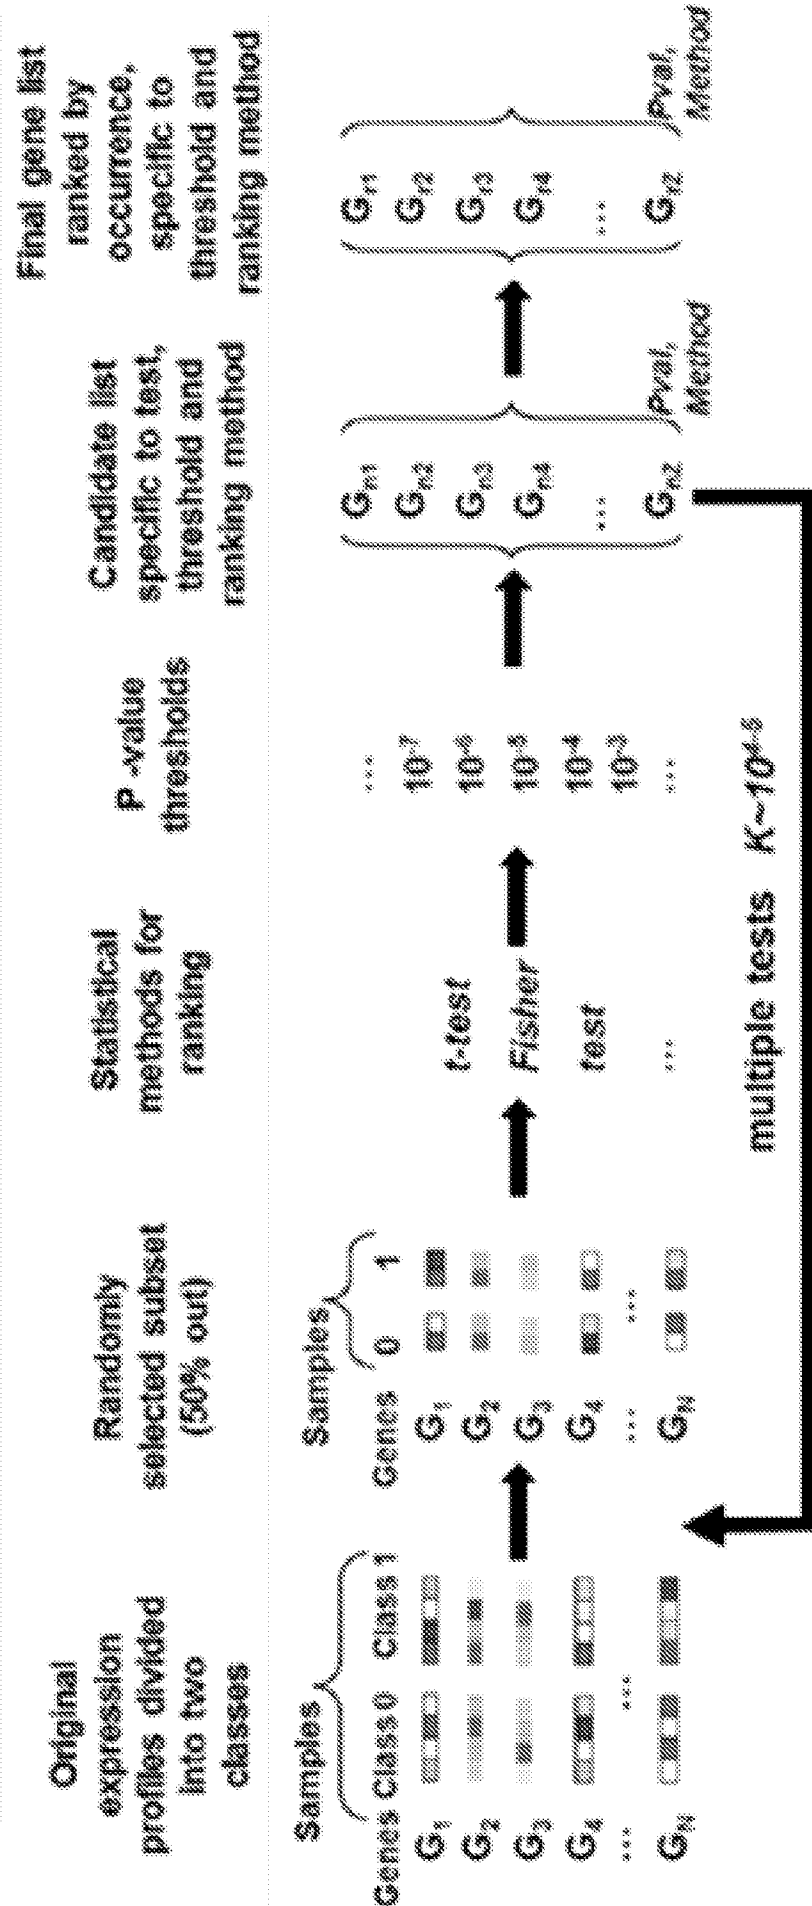 Original
expression
profiles divided
into two
classes
Randomly
selected subset
(50% out)
Statistical
methods for
ranking
P -value
thresholds
Candidate list
specific to test,
threshold and
ranking method
Final gene list
ranked by
occurrence,
specific to
threshold and
ranking method
Samples
Genes Class 0 Class 1
G1
G2
G3
G4
...
...
GN
Samples
Genes 0 1
G1
G2
G3
G4
...
...
GN
t-test
Fisher
test
...
...
10-7
10-6
10-5
10-4
10-3
...
Gn1
Gn2
Gn3
Gn4
...
Gn2
Pval,
Method
Gr1
Gr2
Gr3
Gr4
...
Gr2
Pval,
Method
multiple tests K~104-5